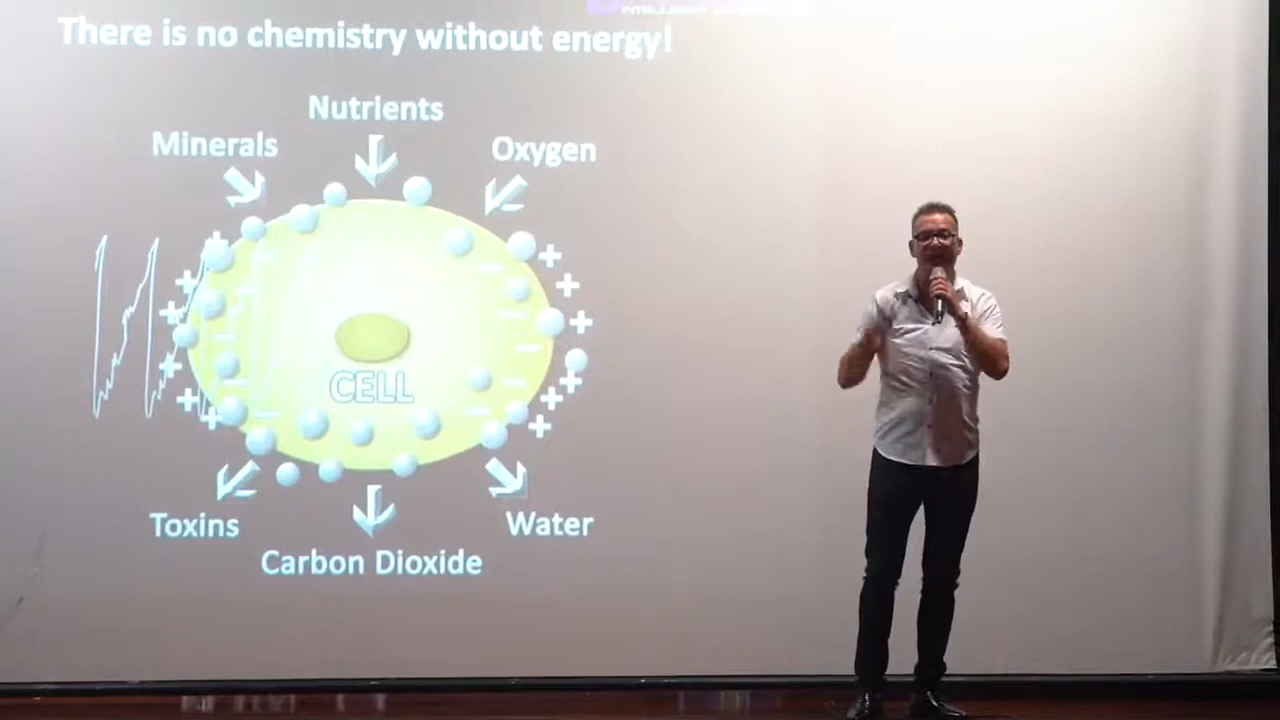 There is no chemistry without energy!
Nutrients
Minerals
Oxygen
CELL
Toxins
Water
Carbon Dioxide